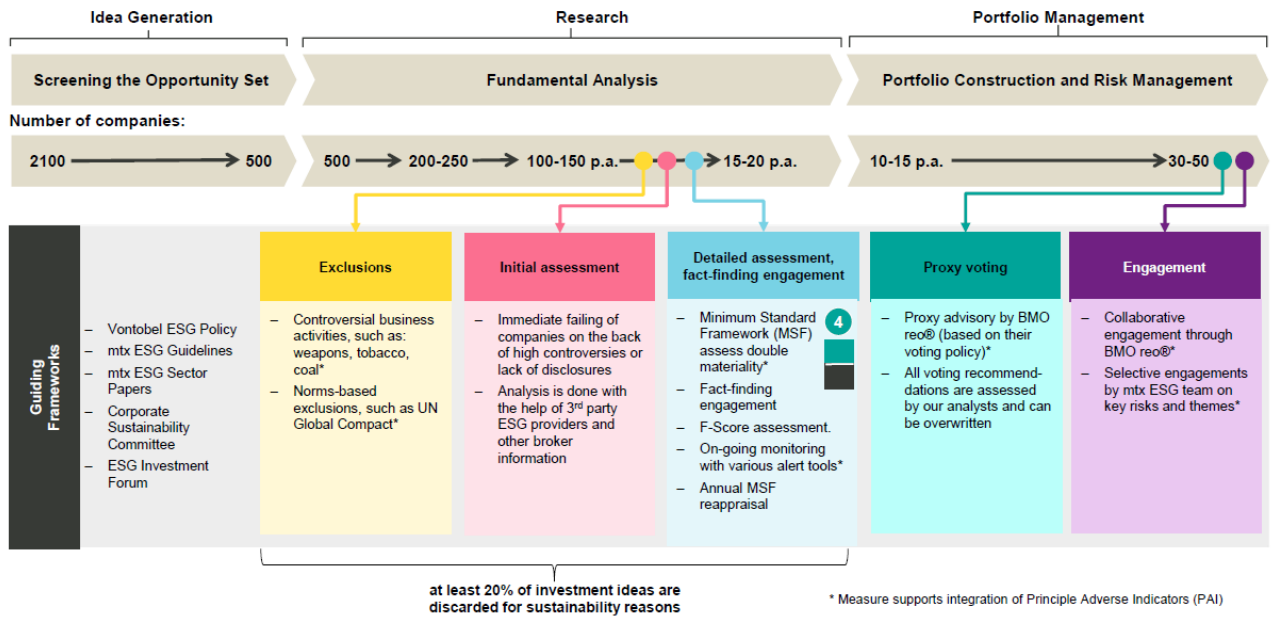 Idea Generation
Research
Portfolio Management
Screening the Opportunity Set
Fundamental Analysis
Portfolio Construction and Risk Management
Number of companies:
2100
500
500
200-250
100-150 p.a.
15-20 p.a.
10-15 p.a.
30-50
Guiding
Frameworks
– Vontobel ESG Policy
– mtx ESG Guidelines
– mtx ESG Sector
Papers
– Corporate
Sustainability
Committee
– ESG Investment
Forum
Exclusions
– Controversial business
activities, such as:
weapons, tobacco,
coal*
– Norms-based
exclusions, such as UN
Global Compact*
Initial assessment
– Immediate failing of
companies on the back
of high controversies or
lack of disclosures
– Analysis is done with
the help of 3rd party
ESG providers and
other broker
information
Detailed assessment,
fact-finding engagement
– Minimum Standard
Framework (MSF)
assess double
materiality*
– Fact-finding
engagement
– F-Score assessment.
– On-going monitoring
with various alert tools*
– Annual MSF
reappraisal
4
Proxy voting
– Proxy advisory by BMO
reo® (based on their
voting policy)*
– All voting recommen-
dations are assessed
by our analysts and can
be overwritten
Engagement
– Collaborative
engagement through
BMO reo®*
– Selective engagements
by mtx ESG team on
key risks and themes*
at least 20% of investment ideas are
discarded for sustainability reasons
* Measure supports integration of Principle Adverse Indicators (PAI)